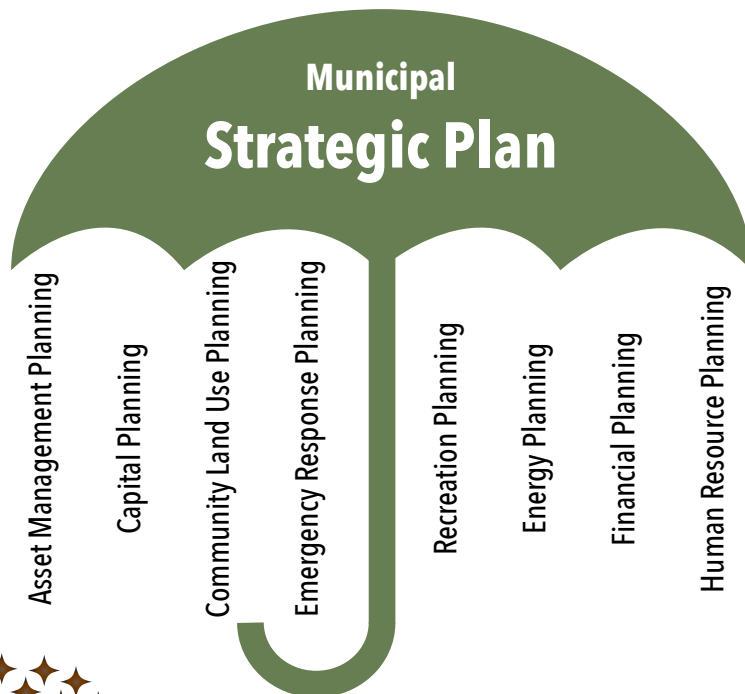 Municipal
Strategic Plan
Asset Management Planning
Capital Planning
Community Land Use Planning
Emergency Response Planning
Recreation Planning
Energy Planning
Financial Planning
Human Resource Planning